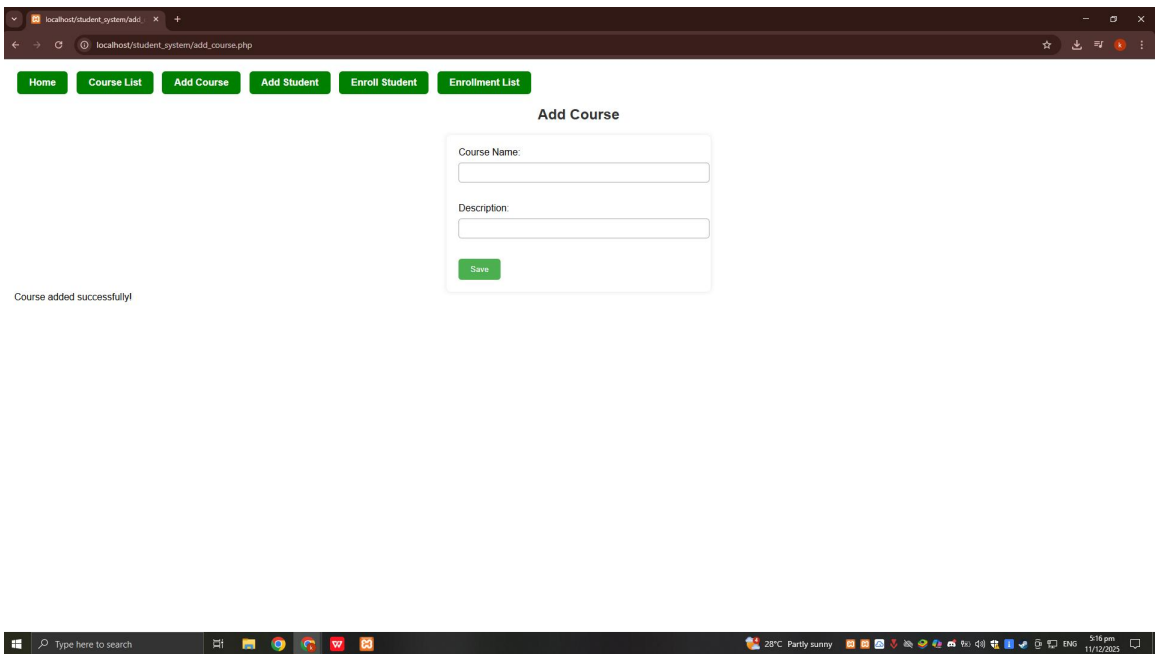 localhost/student_system/add_
localhost/student_system/add_course.php
Home Course List Add Course Add Student Enroll Student Enrollment List
Add Course
Course Name:
Description:
Save
Course added successfully!
Type here to search
28°C Partly sunny
ENG
5:16 pm
11/12/2025